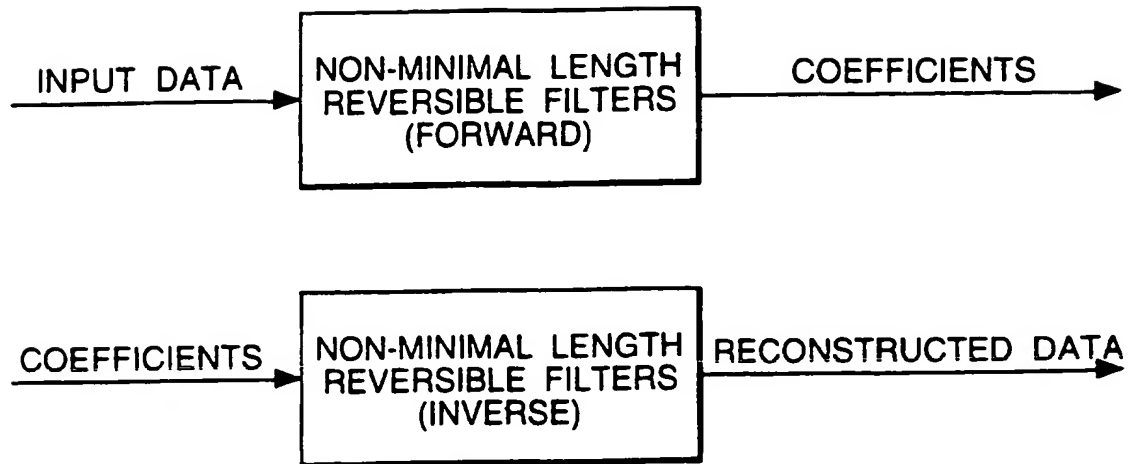 INPUT DATA
NON-MINIMAL LENGTH
REVERSIBLE FILTERS
(FORWARD)
COEFFICIENTS
COEFFICIENTS
NON-MINIMAL LENGTH
REVERSIBLE FILTERS
(INVERSE)
RECONSTRUCTED DATA